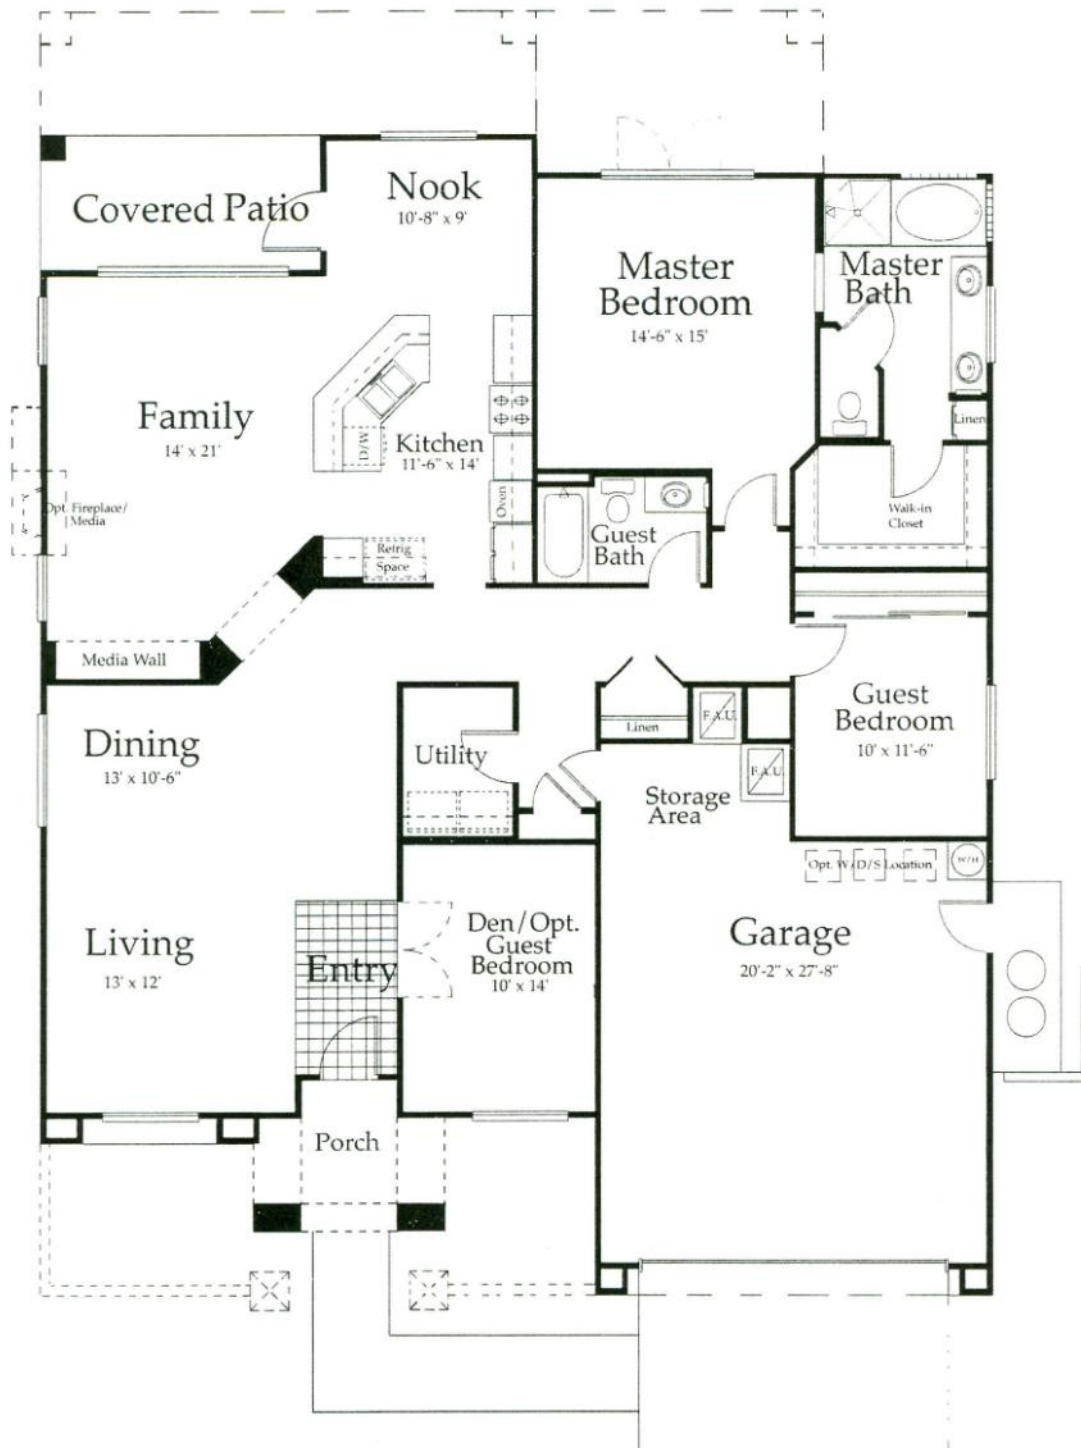 Covered Patio
Nook
10'-8" x 9'
Master
Bedroom
14'-6" x 15'
Master
Bath
Family
14' x 21'
D/W
Kitchen
11'-6" x 14'
Oven
Linen
Opt. Fireplace/
Media
Refrig
Space
Guest
Bath
Walk-in
Closet
Media Wall
Dining
13' x 10'-6"
Utility
Linen
F.A.U.
F.A.U.
Storage
Area
Guest
Bedroom
10' x 11'-6"
Opt. W/D/S Location
W/H
Living
13' x 12'
Entry
Den/Opt.
Guest
Bedroom
10' x 14'
Garage
20'-2" x 27'-8"
Porch